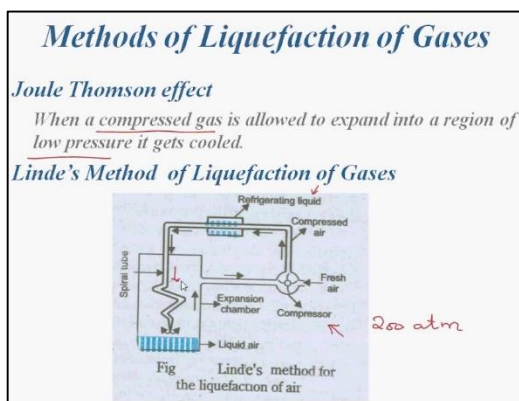 Methods of Liquefaction of Gases
Joule Thomson effect
When a compressed gas is allowed to expand into a region of
low pressure it gets cooled.
Linde's Method of Liquefaction of Gases
Refrigerating liquid
Compressed
air
Spiral tube
Fresh
air
Expansion
chamber
Compressor
200 atm
Liquid air
Fig Linde's method for
the liquefaction of air